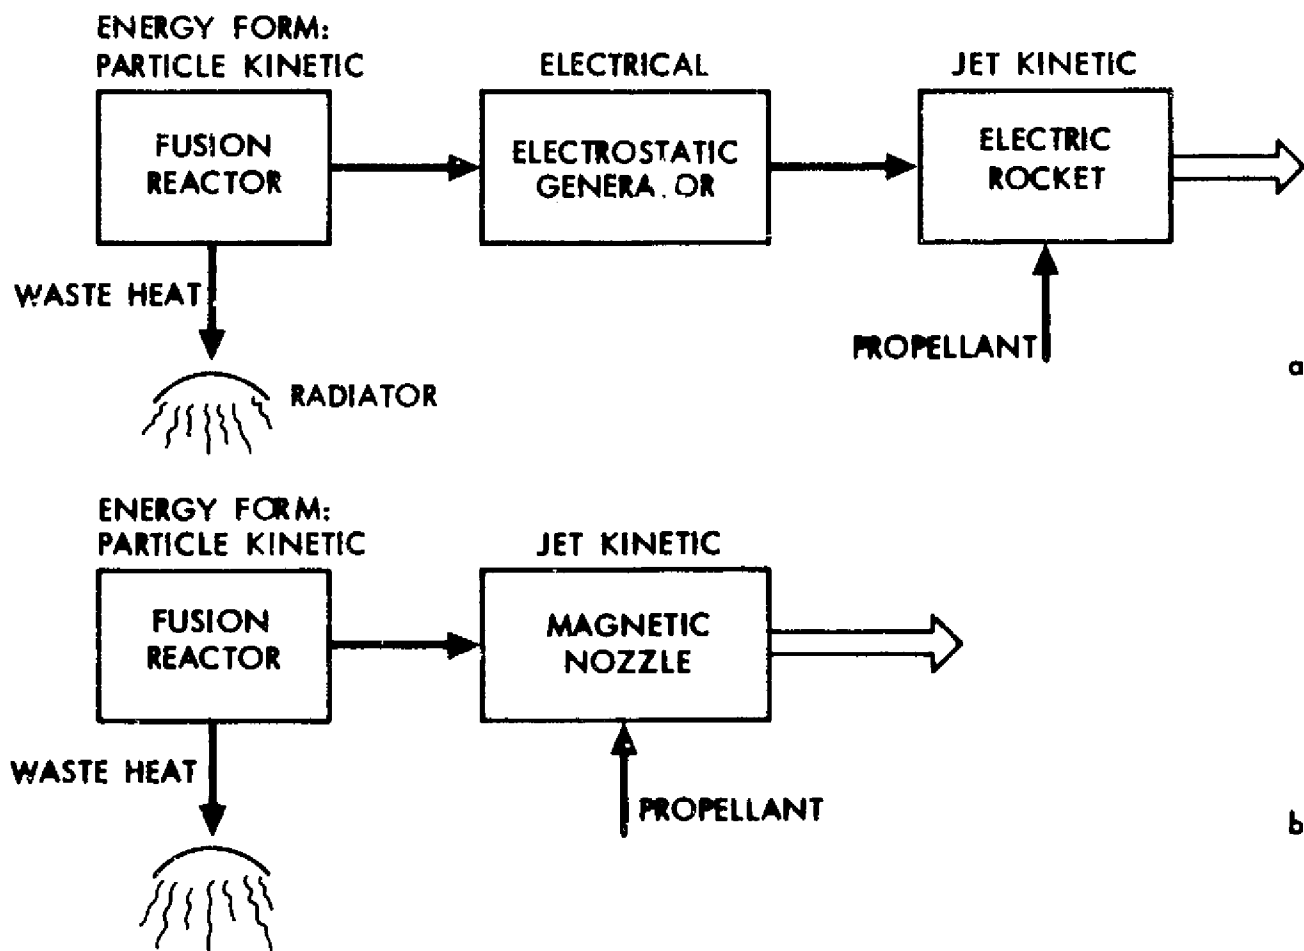 ENERGY FORM:
PARTICLE KINETIC
ELECTRICAL
JET KINETIC
FUSION
REACTOR
ELECTROSTATIC
GENERA.OR
ELECTRIC
ROCKET
WASTE HEAT
PROPELLANT
RADIATOR
a
ENERGY FORM:
PARTICLE KINETIC
JET KINETIC
FUSION
REACTOR
MAGNETIC
NOZZLE
WASTE HEAT
PROPELLANT
b